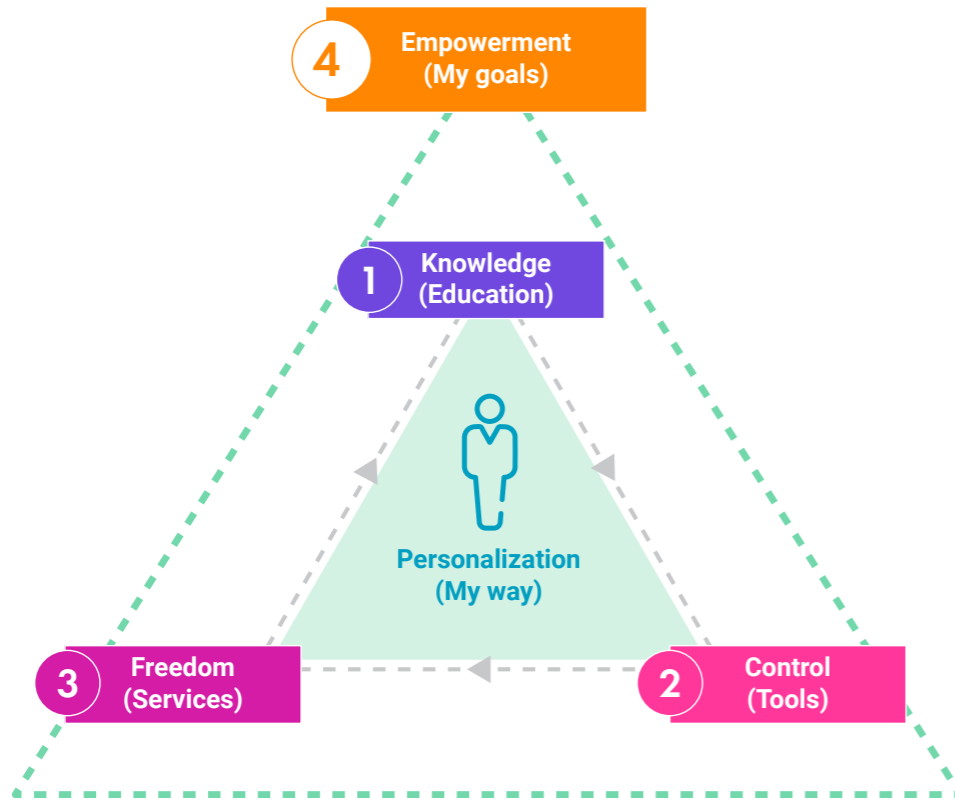 4
Empowerment
(My goals)
1
Knowledge
(Education)
Personalization
(My way)
3
Freedom
(Services)
2
Control
(Tools)